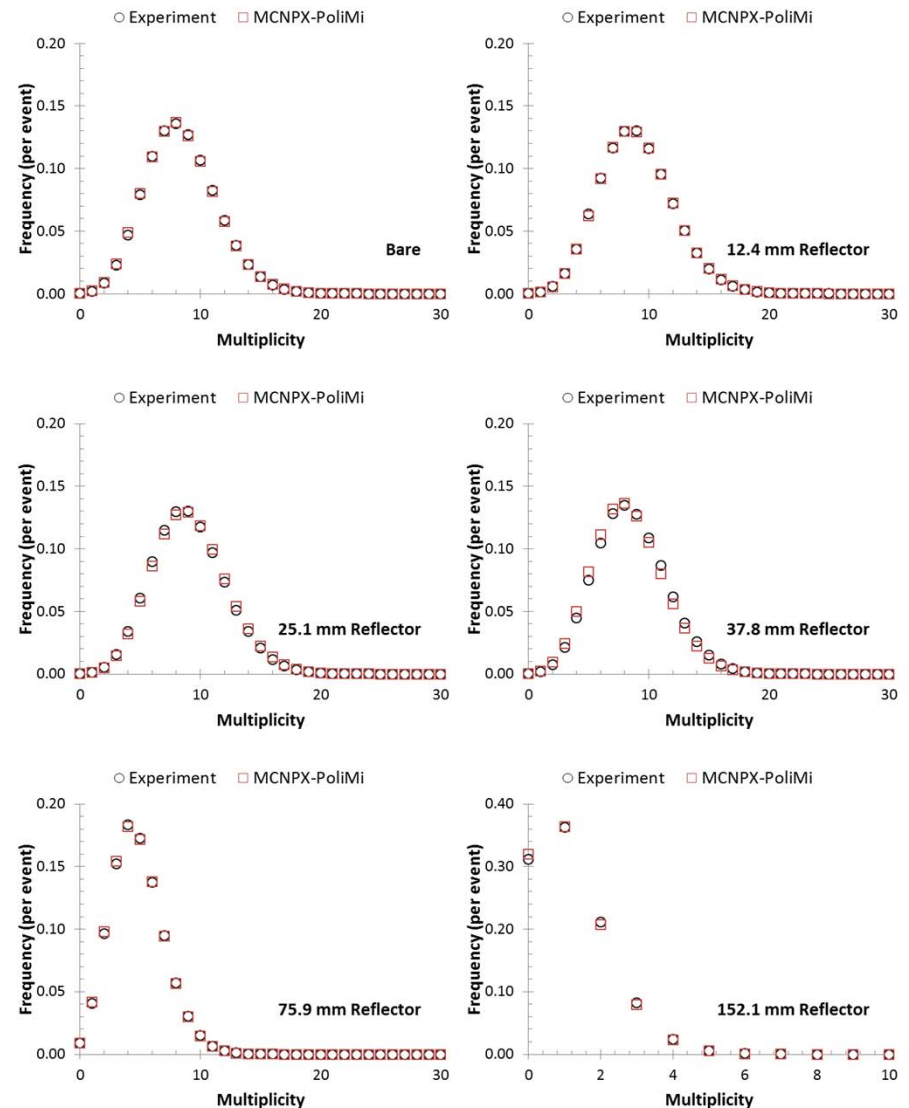 Experiment MCNPX-PoliMi
0.20
0.15
0.10
0.05
0.00
Frequency (per event)
Bare
0 10 20 30
Multiplicity
Experiment MCNPX-PoliMi
0.20
0.15
0.10
0.05
0.00
Frequency (per event)
12.4 mm Reflector
0 10 20 30
Multiplicity
Experiment MCNPX-PoliMi
0.20
0.15
0.10
0.05
0.00
Frequency (per event)
25.1 mm Reflector
0 10 20 30
Multiplicity
Experiment MCNPX-PoliMi
0.20
0.15
0.10
0.05
0.00
Frequency (per event)
37.8 mm Reflector
0 10 20 30
Multiplicity
Experiment MCNPX-PoliMi
0.20
0.15
0.10
0.05
0.00
Frequency (per event)
75.9 mm Reflector
0 10 20 30
Multiplicity
Experiment MCNPX-PoliMi
0.40
0.30
0.20
0.10
0.00
Frequency (per event)
152.1 mm Reflector
0 2 4 6 8 10
Multiplicity